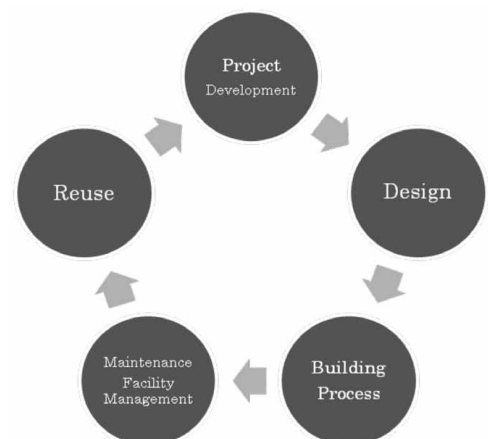 Project
Development
Design
Building
Process
Maintenance
Facility
Management
Reuse